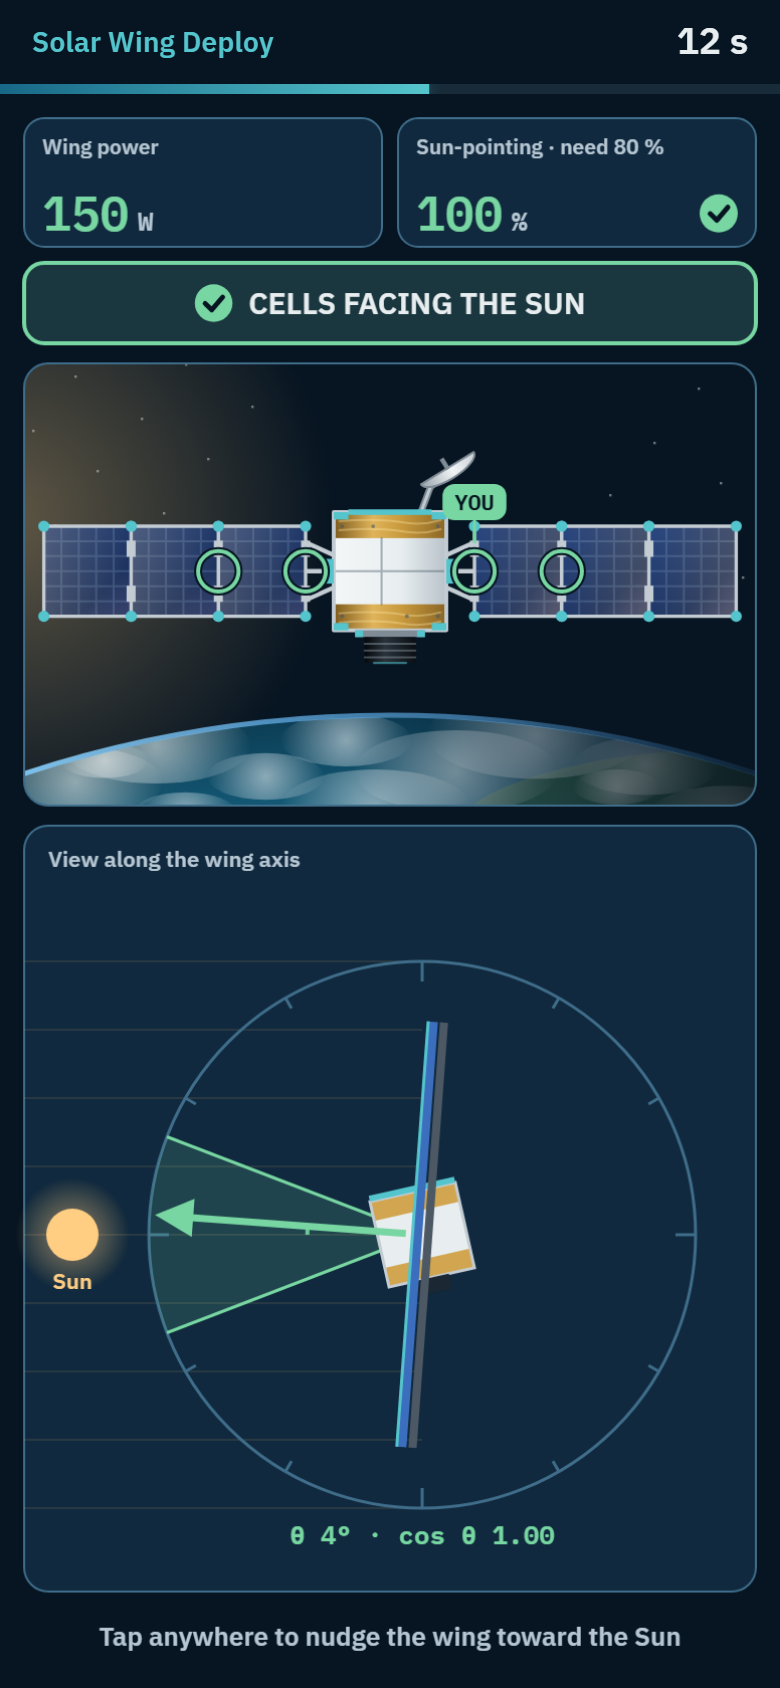 Solar Wing Deploy
12 s
Wing power
150 W
Sun-pointing · need 80 %
100 %
CELLS FACING THE SUN
YOU
View along the wing axis
Sun
θ 4° · cos θ 1.00
Tap anywhere to nudge the wing toward the Sun